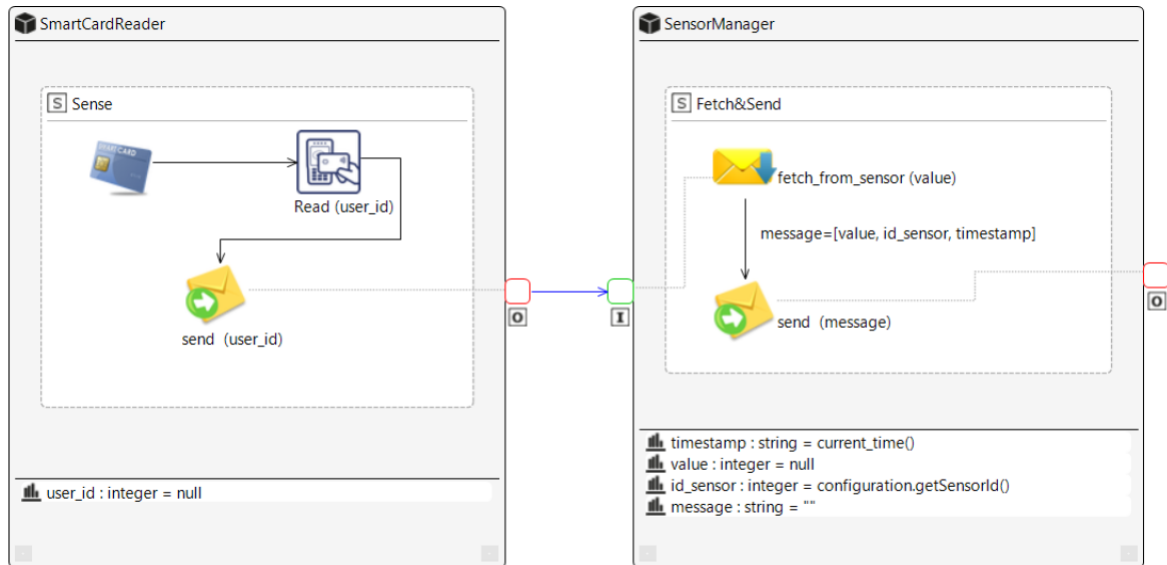 SmartCardReader
S Sense
SMARTCARD
Read (user_id)
send (user_id)
O
user_id : integer = null
I
SensorManager
S Fetch&Send
fetch_from_sensor (value)
message=[value, id_sensor, timestamp]
send (message)
O
timestamp : string = current_time()
value : integer = null
id_sensor : integer = configuration.getSensorId()
message : string = ""